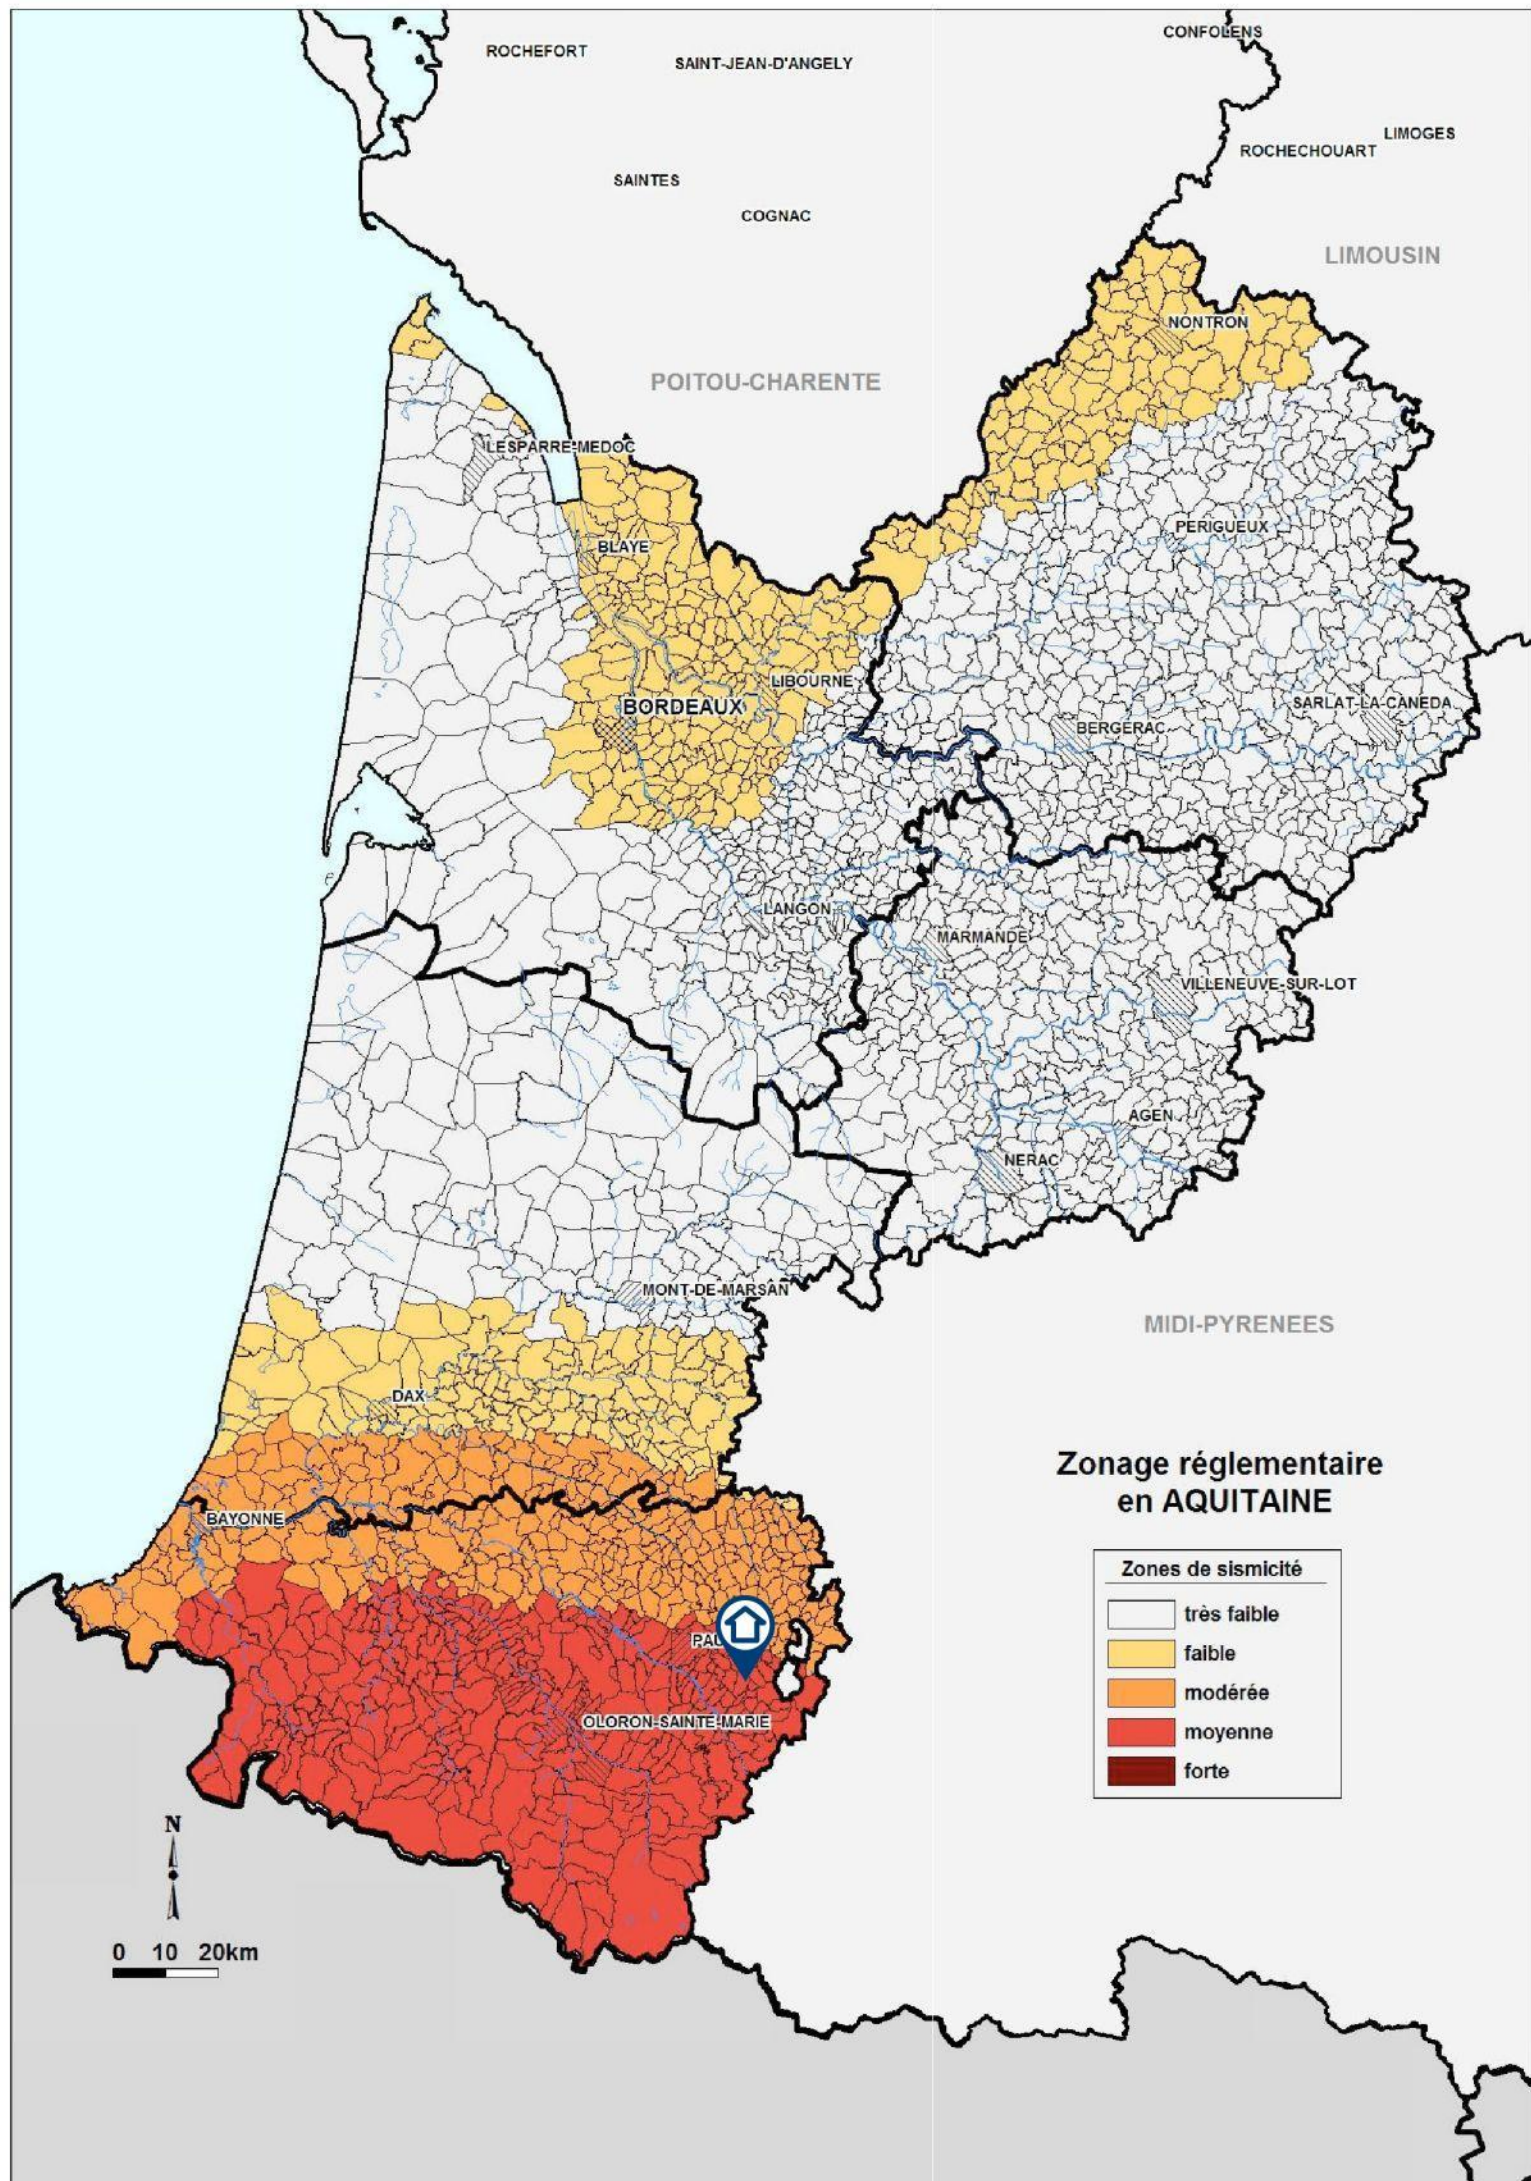 CONFOLENS
ROCHEFORT
SAINT-JEAN-D'ANGELY
LIMOGES
ROCHECHOUART
SAINTES
COGNAC
LIMOUSIN
NONTRON
POITOU-CHARENTE
LESPARRE-MEDOC
PERIGUEUX
BLAYE
LIBOURNE
SARLAT-LA-CANEDA
BORDEAUX
BERGERAC
LANGON
MARMANDE
VILLENEUVE-SUR-LOT
AGEN
NERAC
MONT-DE-MARSAN
MIDI-PYRENEES
DAX
Zonage réglementaire
en AQUITAINE
BAYONNE
Zones de sismicité
très faible
faible
modérée
moyenne
forte
PAU
OLORON-SAINTE-MARIE
N
0 10 20km